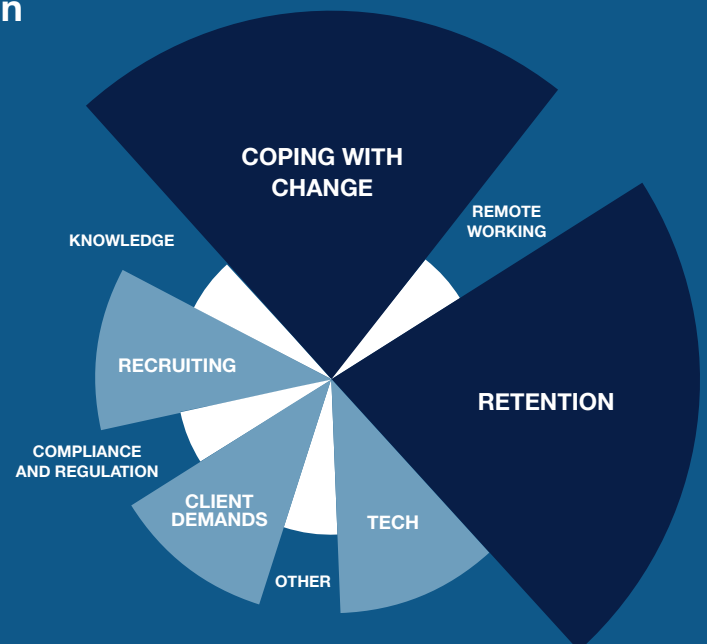 n
COPING WITH
CHANGE
REMOTE
WORKING
KNOWLEDGE
RECRUITING
RETENTION
COMPLIANCE
AND REGULATION
CLIENT
DEMANDS
TECH
OTHER